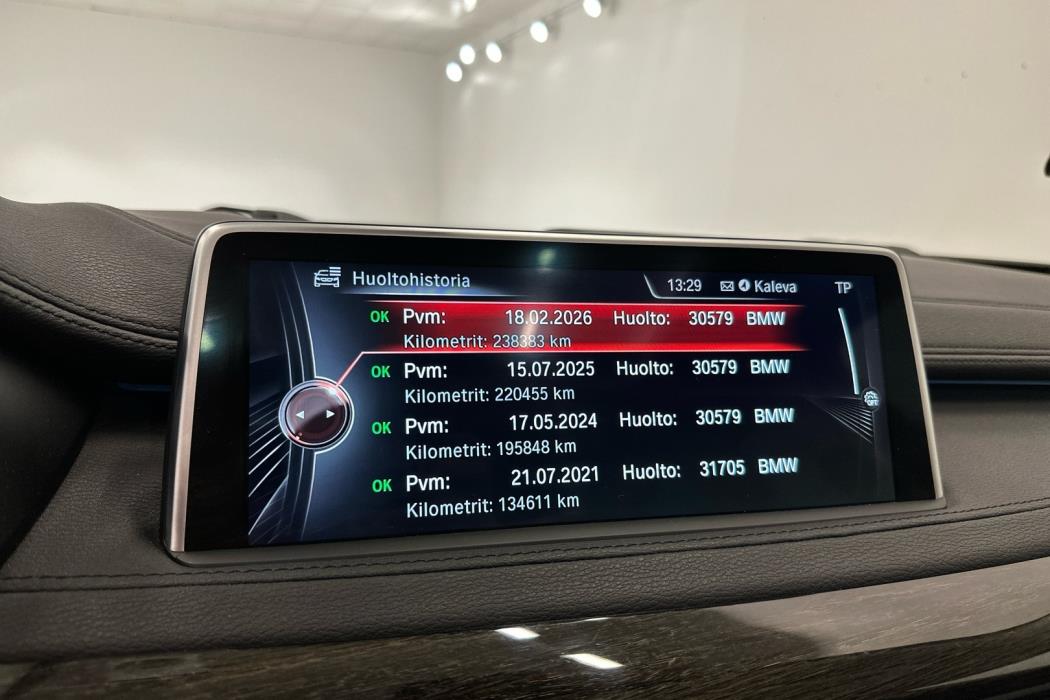 Huoltohistoria 13:29 Kaleva TP
OK Pvm: 18.02.2026 Huolto: 30579 BMW
Kilometrit: 238383 km
OK Pvm: 15.07.2025 Huolto: 30579 BMW
Kilometrit: 220455 km
OK Pvm: 17.05.2024 Huolto: 30579 BMW
Kilometrit: 195848 km
OK Pvm: 21.07.2021 Huolto: 31705 BMW
Kilometrit: 134611 km